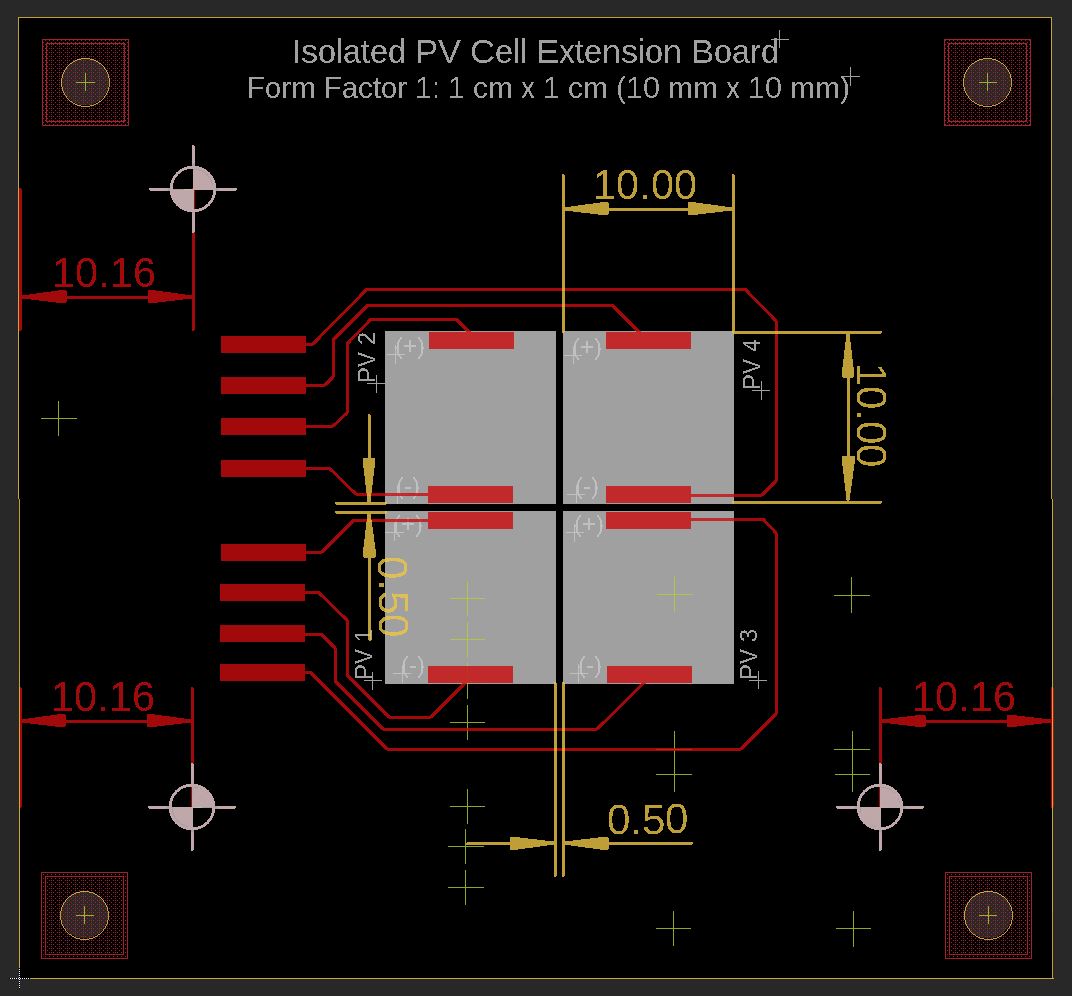 Isolated PV Cell Extension Board
Form Factor 1: 1 cm x 1 cm (10 mm x 10 mm)
10.00
10.16
PV 2
(+)
(+)
PV 4
10.00
(-)
(-)
(+)
(+)
0.50
PV 1
(-)
(-)
PV 3
10.16
10.16
0.50